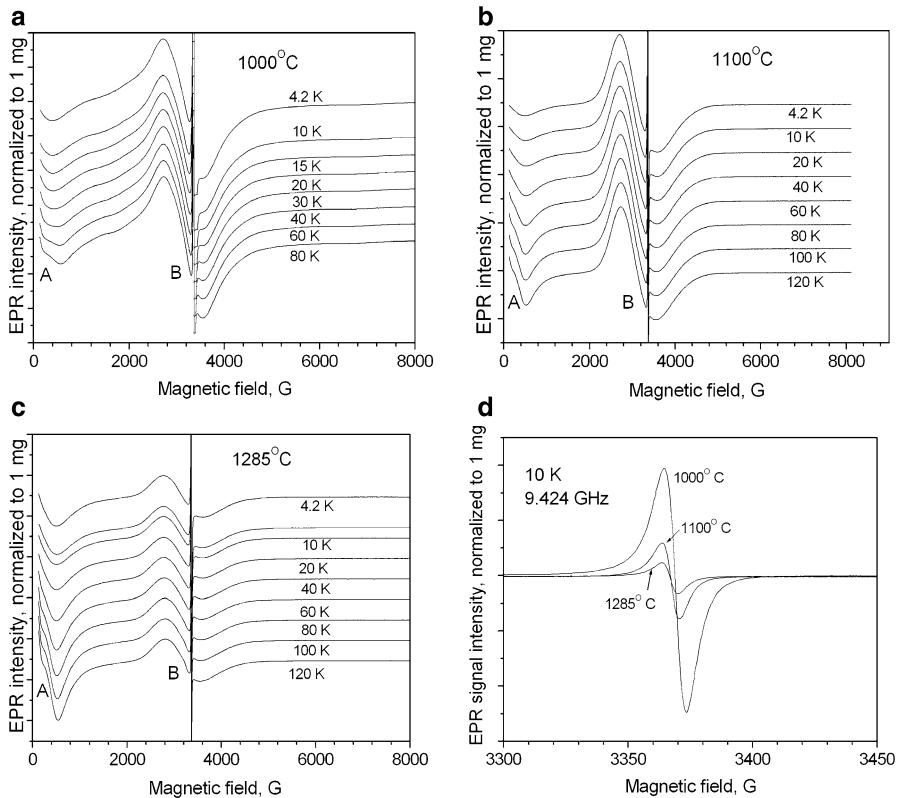 a
EPR intensity, normalized to 1 mg
1000°C
4.2 K
10 K
15 K
20 K
30 K
40 K
60 K
80 K
A
B
0 2000 4000 6000 8000
Magnetic field, G
b
EPR intensity, normalized to 1 mg
1100°C
4.2 K
10 K
20 K
40 K
60 K
80 K
100 K
120 K
A
B
0 2000 4000 6000 8000
Magnetic field, G
c
EPR intensity, normalized to 1 mg
1285°C
4.2 K
10 K
20 K
40 K
60 K
80 K
100 K
120 K
A
B
0 2000 4000 6000 8000
Magnetic field, G
d
EPR signal intensity, normalized to 1 mg
10 K
9.424 GHz
1000° C
1100° C
1285° C
3300 3350 3400 3450
Magnetic field, G